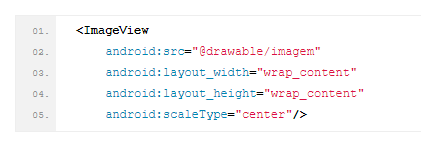 01. <ImageView
02. android:src="@drawable/imagem"
03. android:layout_width="wrap_content"
04. android:layout_height="wrap_content"
05. android:scaleType="center"/>